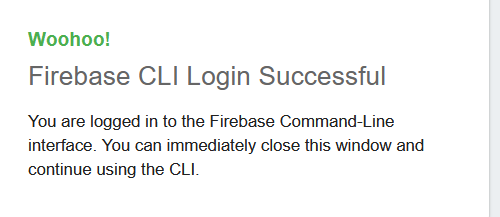 Woohoo!
Firebase CLI Login Successful
You are logged in to the Firebase Command-Line
interface. You can immediately close this window and
continue using the CLI.